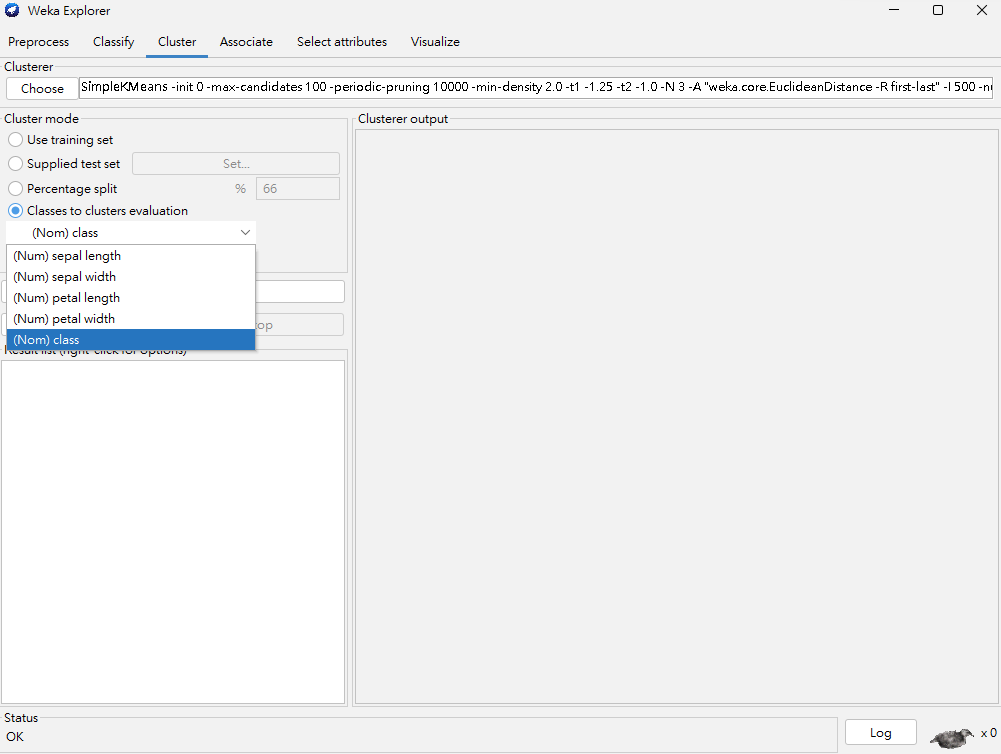 Weka Explorer
Preprocess Classify Cluster Associate Select attributes Visualize
Clusterer
Choose SimpleKMeans -init 0 -max-candidates 100 -periodic-pruning 10000 -min-density 2.0 -t1 -1.25 -t2 -1.0 -N 3 -A "weka.core.EuclideanDistance -R first-last" -I 500 -nu
Cluster mode
Use training set
Supplied test set Set...
Percentage split % 66
Classes to clusters evaluation
(Nom) class
(Num) sepal length
(Num) sepal width
(Num) petal length
(Num) petal width
(Nom) class
op
Result list (right-click for options)
Clusterer output
Status
OK
Log x 0